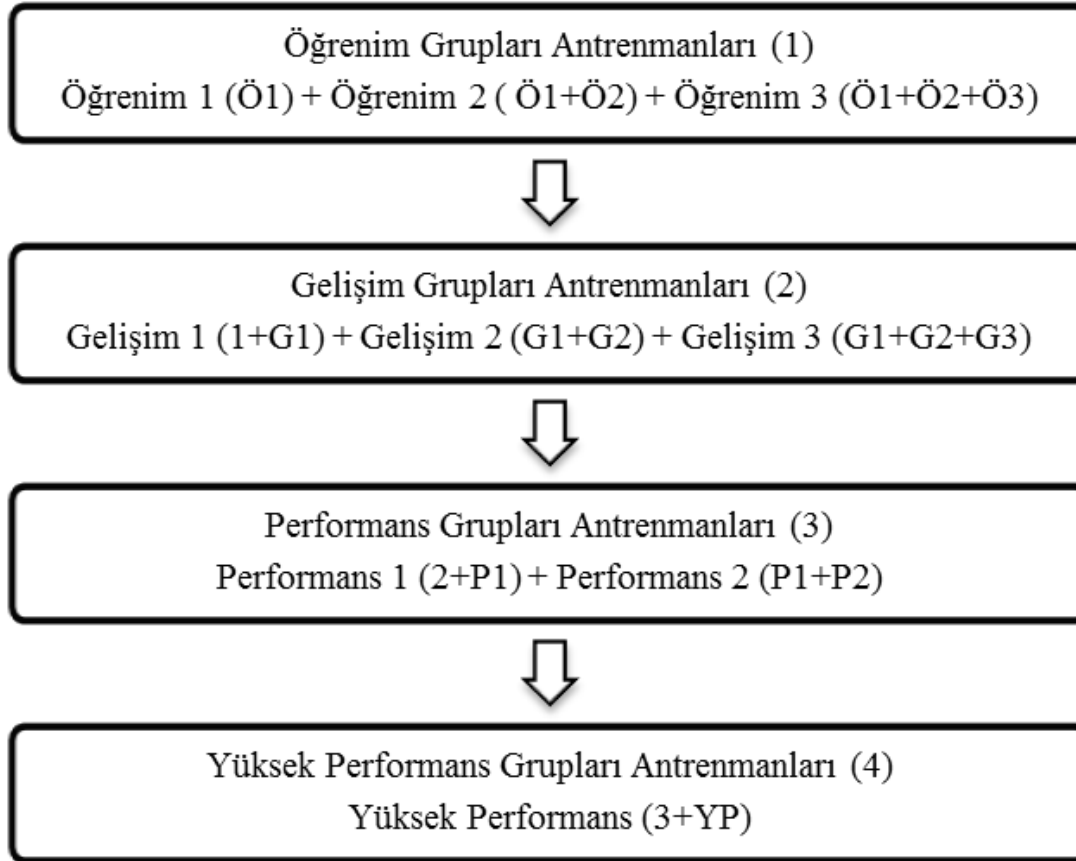 Öğrenim Grupları Antrenmanları (1)
Öğrenim 1 (Ö1) + Öğrenim 2 ( Ö1+Ö2) + Öğrenim 3 (Ö1+Ö2+Ö3)
Gelişim Grupları Antrenmanları (2)
Gelişim 1 (1+G1) + Gelişim 2 (G1+G2) + Gelişim 3 (G1+G2+G3)
Performans Grupları Antrenmanları (3)
Performans 1 (2+P1) + Performans 2 (P1+P2)
Yüksek Performans Grupları Antrenmanları (4)
Yüksek Performans (3+YP)